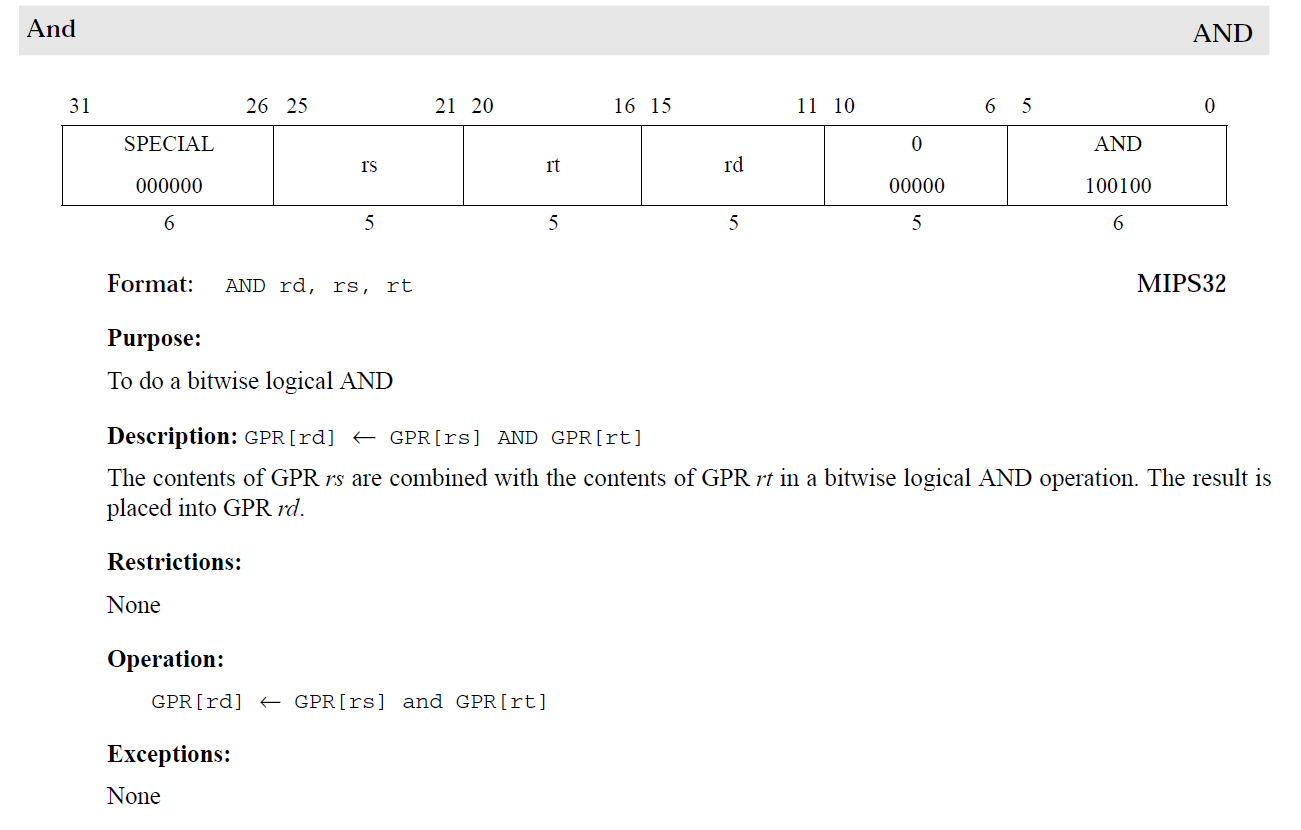 And AND
31 26 25 21 20 16 15 11 10 6 5 0
SPECIAL 0 AND
rs rt rd
000000 00000 100100
6 5 5 5 5 6
Format: AND rd, rs, rt MIPS32
Purpose:
To do a bitwise logical AND
Description: GPR[rd] ← GPR[rs] AND GPR[rt]
The contents of GPR rs are combined with the contents of GPR rt in a bitwise logical AND operation. The result is
placed into GPR rd.
Restrictions:
None
Operation:
GPR[rd] ← GPR[rs] and GPR[rt]
Exceptions:
None